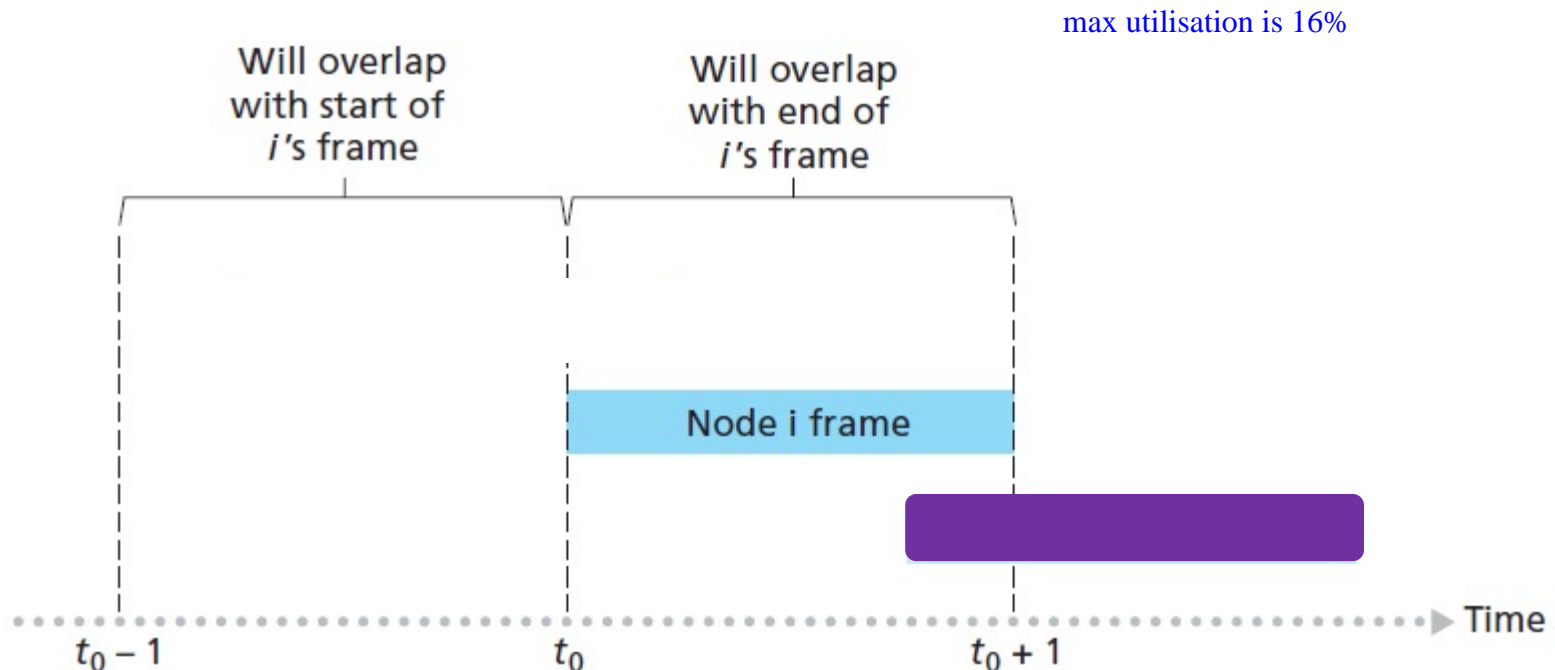 max utilisation is 16%
Will overlap
with start of
i's frame
Will overlap
with end of
i's frame
Node i frame
Time
t₀ – 1
t₀
t₀ + 1